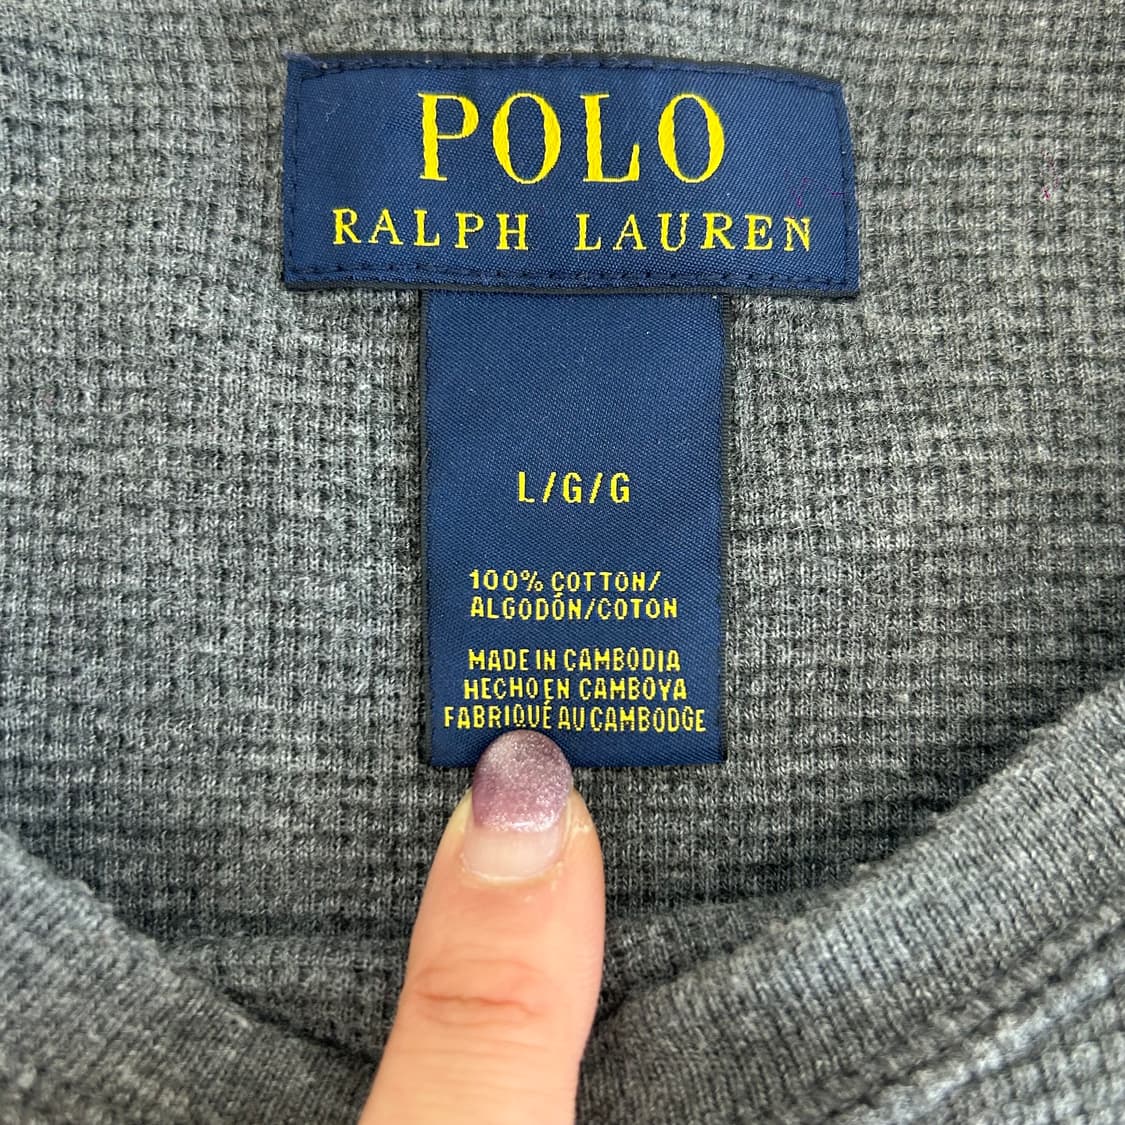 POLO
RALPH LAUREN
L/G/G
100% COTTON/
ALGODÓN/COTON
MADE IN CAMBODIA
HECHO EN CAMBOYA
FABRIQUÉ AU CAMBODGE